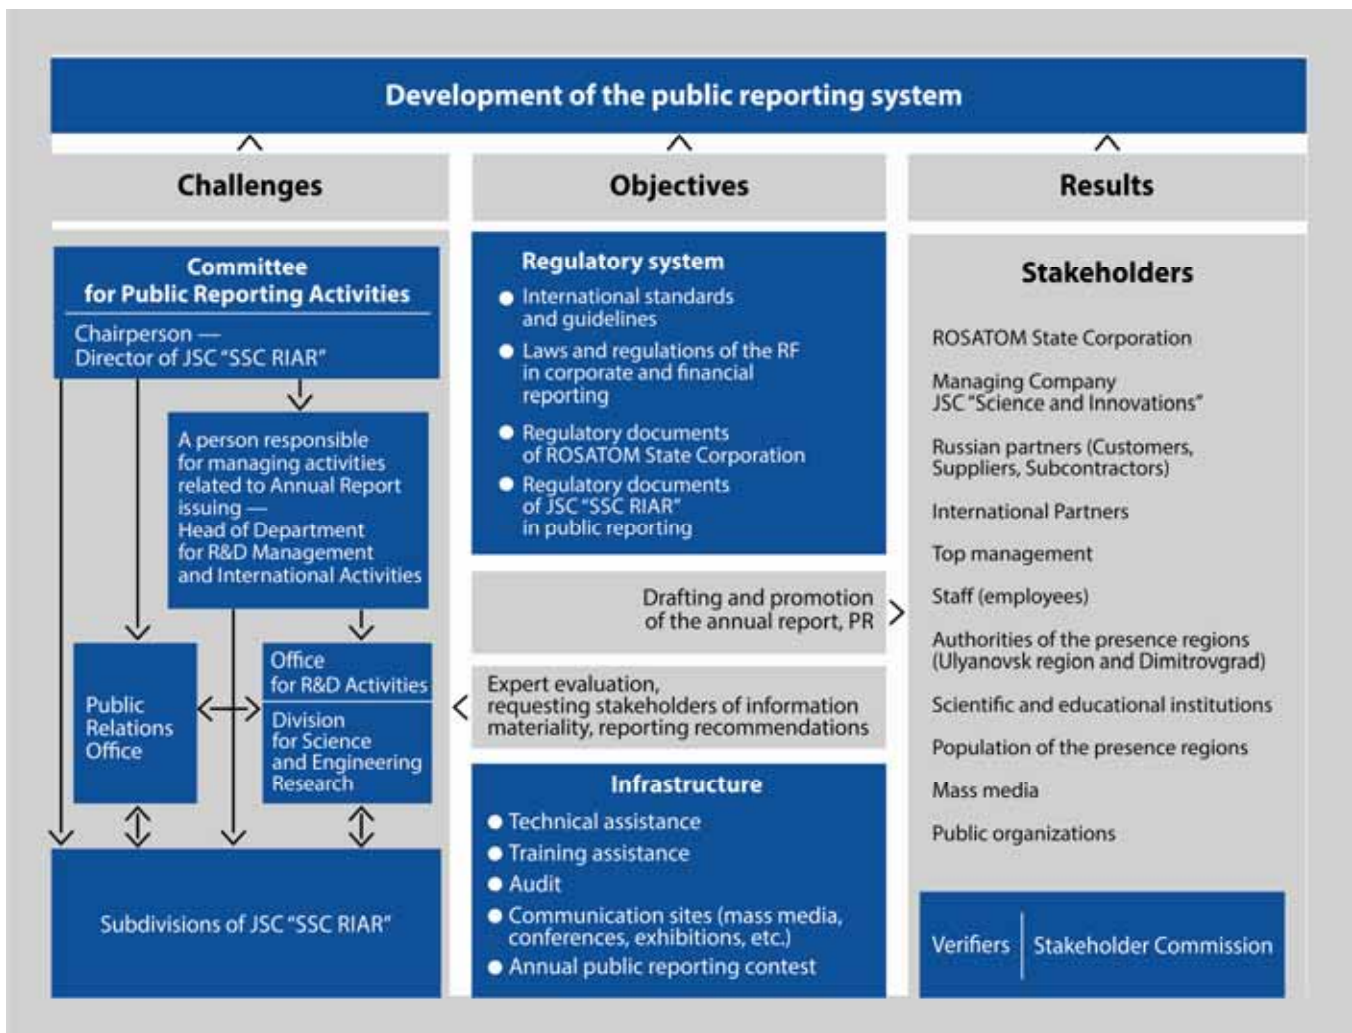 Development of the public reporting system
Challenges
Objectives
Results
Committee
for Public Reporting Activities
Chairperson —
Director of JSC "SSC RIAR"
A person responsible
for managing activities
related to Annual Report
issuing —
Head of Department
for R&D Management
and International Activities
Public
Relations
Office
Office
for R&D Activities
Division
for Science
and Engineering
Research
Subdivisions of JSC "SSC RIAR"
Regulatory system
● International standards
and guidelines
● Laws and regulations of the RF
in corporate and financial
reporting
● Regulatory documents
of ROSATOM State Corporation
● Regulatory documents
of JSC "SSC RIAR"
in public reporting
Drafting and promotion
of the annual report, PR
Expert evaluation,
requesting stakeholders of information
materiality, reporting recommendations
Infrastructure
● Technical assistance
● Training assistance
● Audit
● Communication sites (mass media,
conferences, exhibitions, etc.)
● Annual public reporting contest
Stakeholders
ROSATOM State Corporation
Managing Company
JSC "Science and Innovations"
Russian partners (Customers,
Suppliers, Subcontractors)
International Partners
Top management
Staff (employees)
Authorities of the presence regions
(Ulyanovsk region and Dimitrovgrad)
Scientific and educational institutions
Population of the presence regions
Mass media
Public organizations
Verifiers
Stakeholder Commission